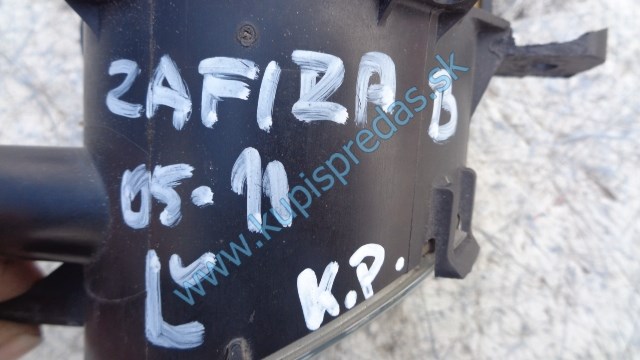 ZAFIRA B
05-11
Ľ
K.P.
www.kupispredas.sk